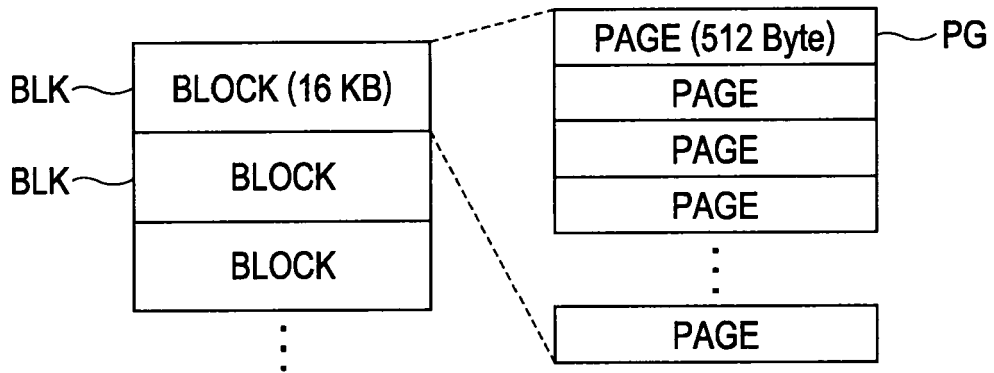 BLK
BLOCK (16 KB)
BLK
BLOCK
BLOCK
PAGE (512 Byte)
PG
PAGE
PAGE
PAGE
PAGE